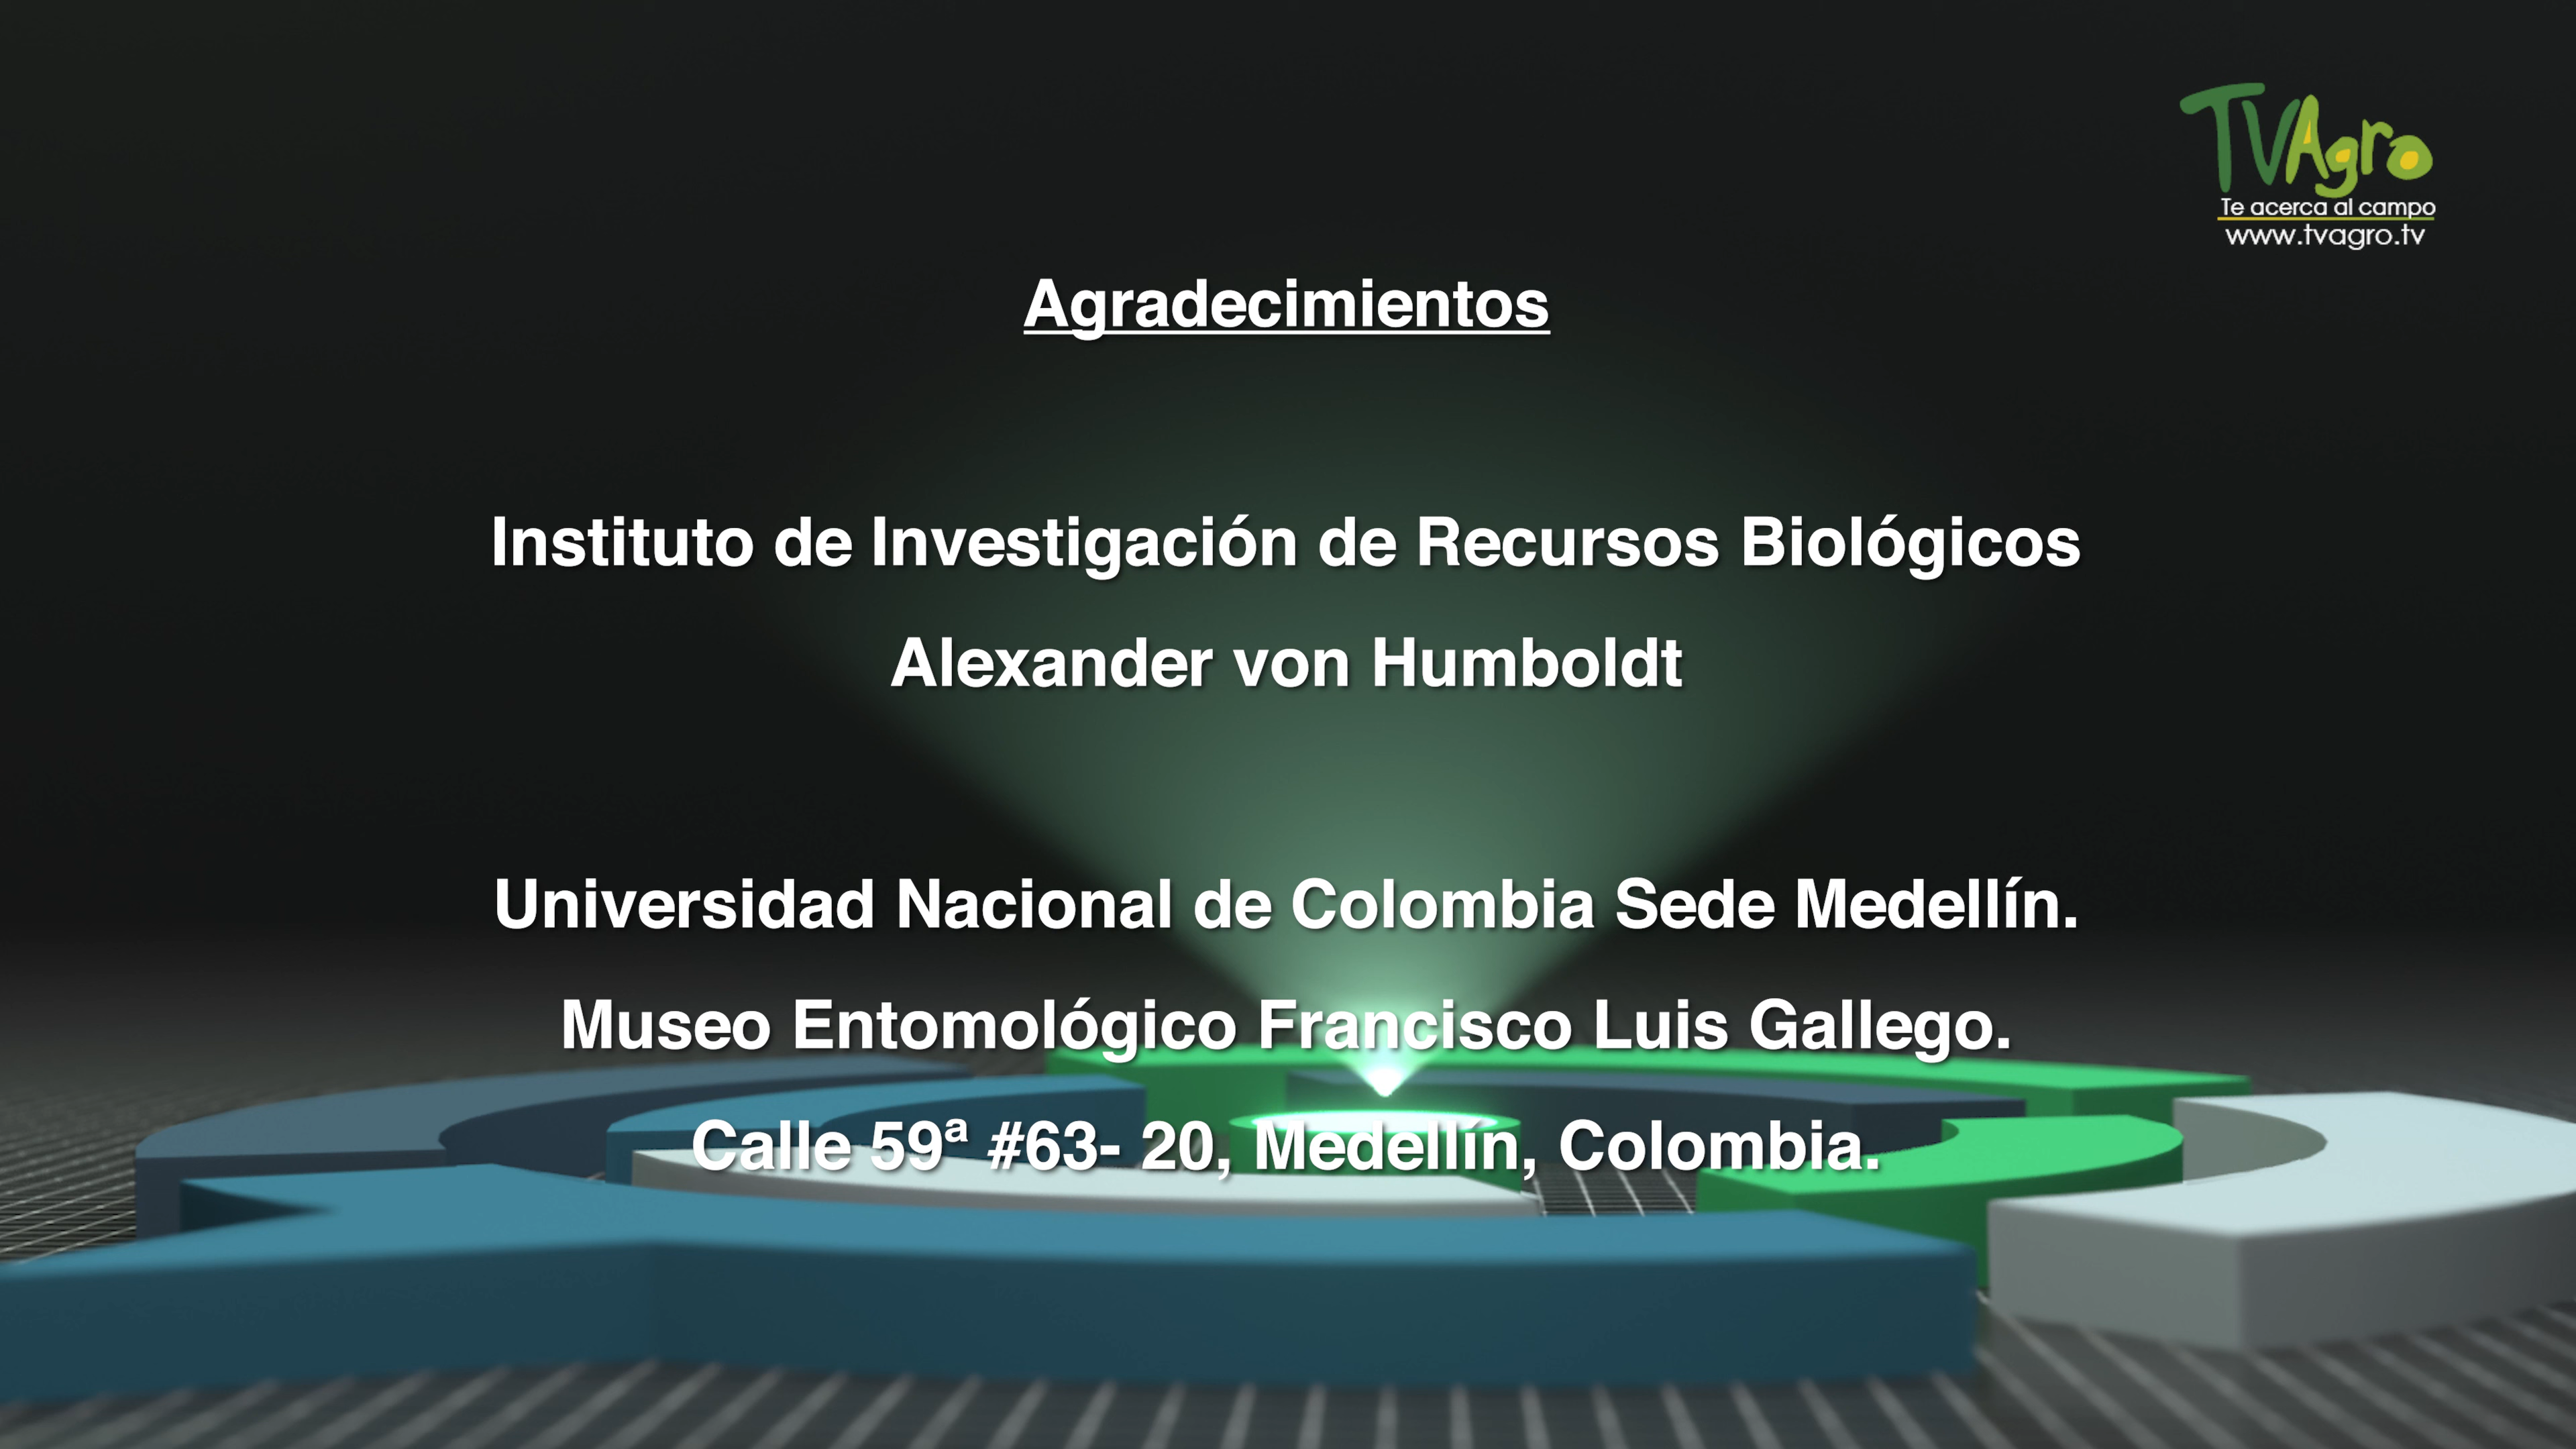 TVAgro
Te acerca al campo
www.tvagro.tv
Agradecimientos
Instituto de Investigación de Recursos Biológicos
Alexander von Humboldt
Universidad Nacional de Colombia Sede Medellín.
Museo Entomológico Francisco Luis Gallego.
Calle 59ª #63- 20, Medellín, Colombia.